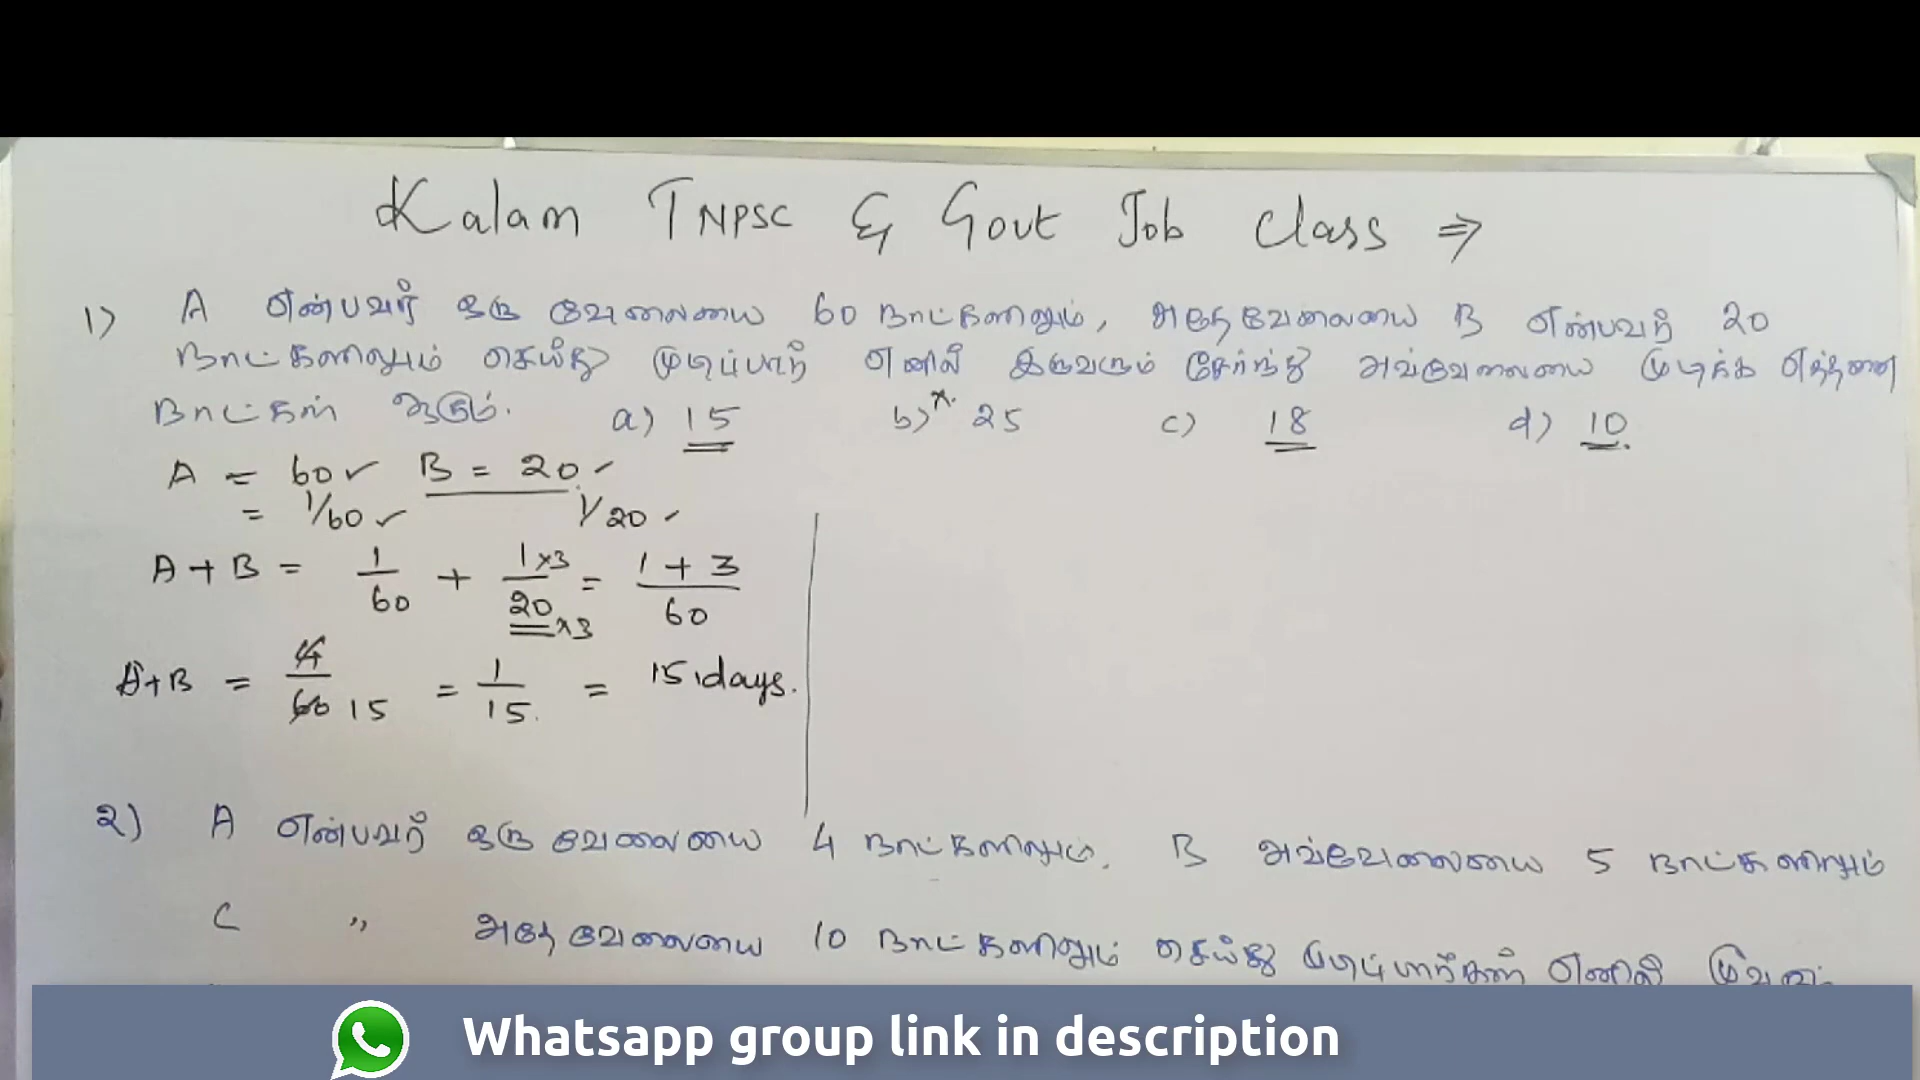 Kalam TNPSC & Govt Job Class ⇒
1) A என்பவர் ஒரு வேலையை 60 நாட்களிலும், அதே வேலையை B என்பவர் 20
நாட்களிலும் செய்து முடிப்பார் எனில் இருவரும் சேர்ந்து அவ்வேலையை முடிக்க எத்தனை
நாட்கள் ஆகும். a) 15 b) x. 25 c) 18 d) 10.
A = 60 ✓ B = 20. ✓
= 1/60 ✓ 1/20 ✓
A + B = 1/60 + 1×3/20×3 = 1 + 3/60
A+B = 4/60 15 = 1/15. = 15 days.
2) A என்பவர் ஒரு வேலையை 4 நாட்களிலும், B அவ்வேலையை 5 நாட்களிலும்
C " அதே வேலையை 10 நாட்களிலும் செய்து முடிப்பார்கள் எனில் மூவரும்
Whatsapp group link in description